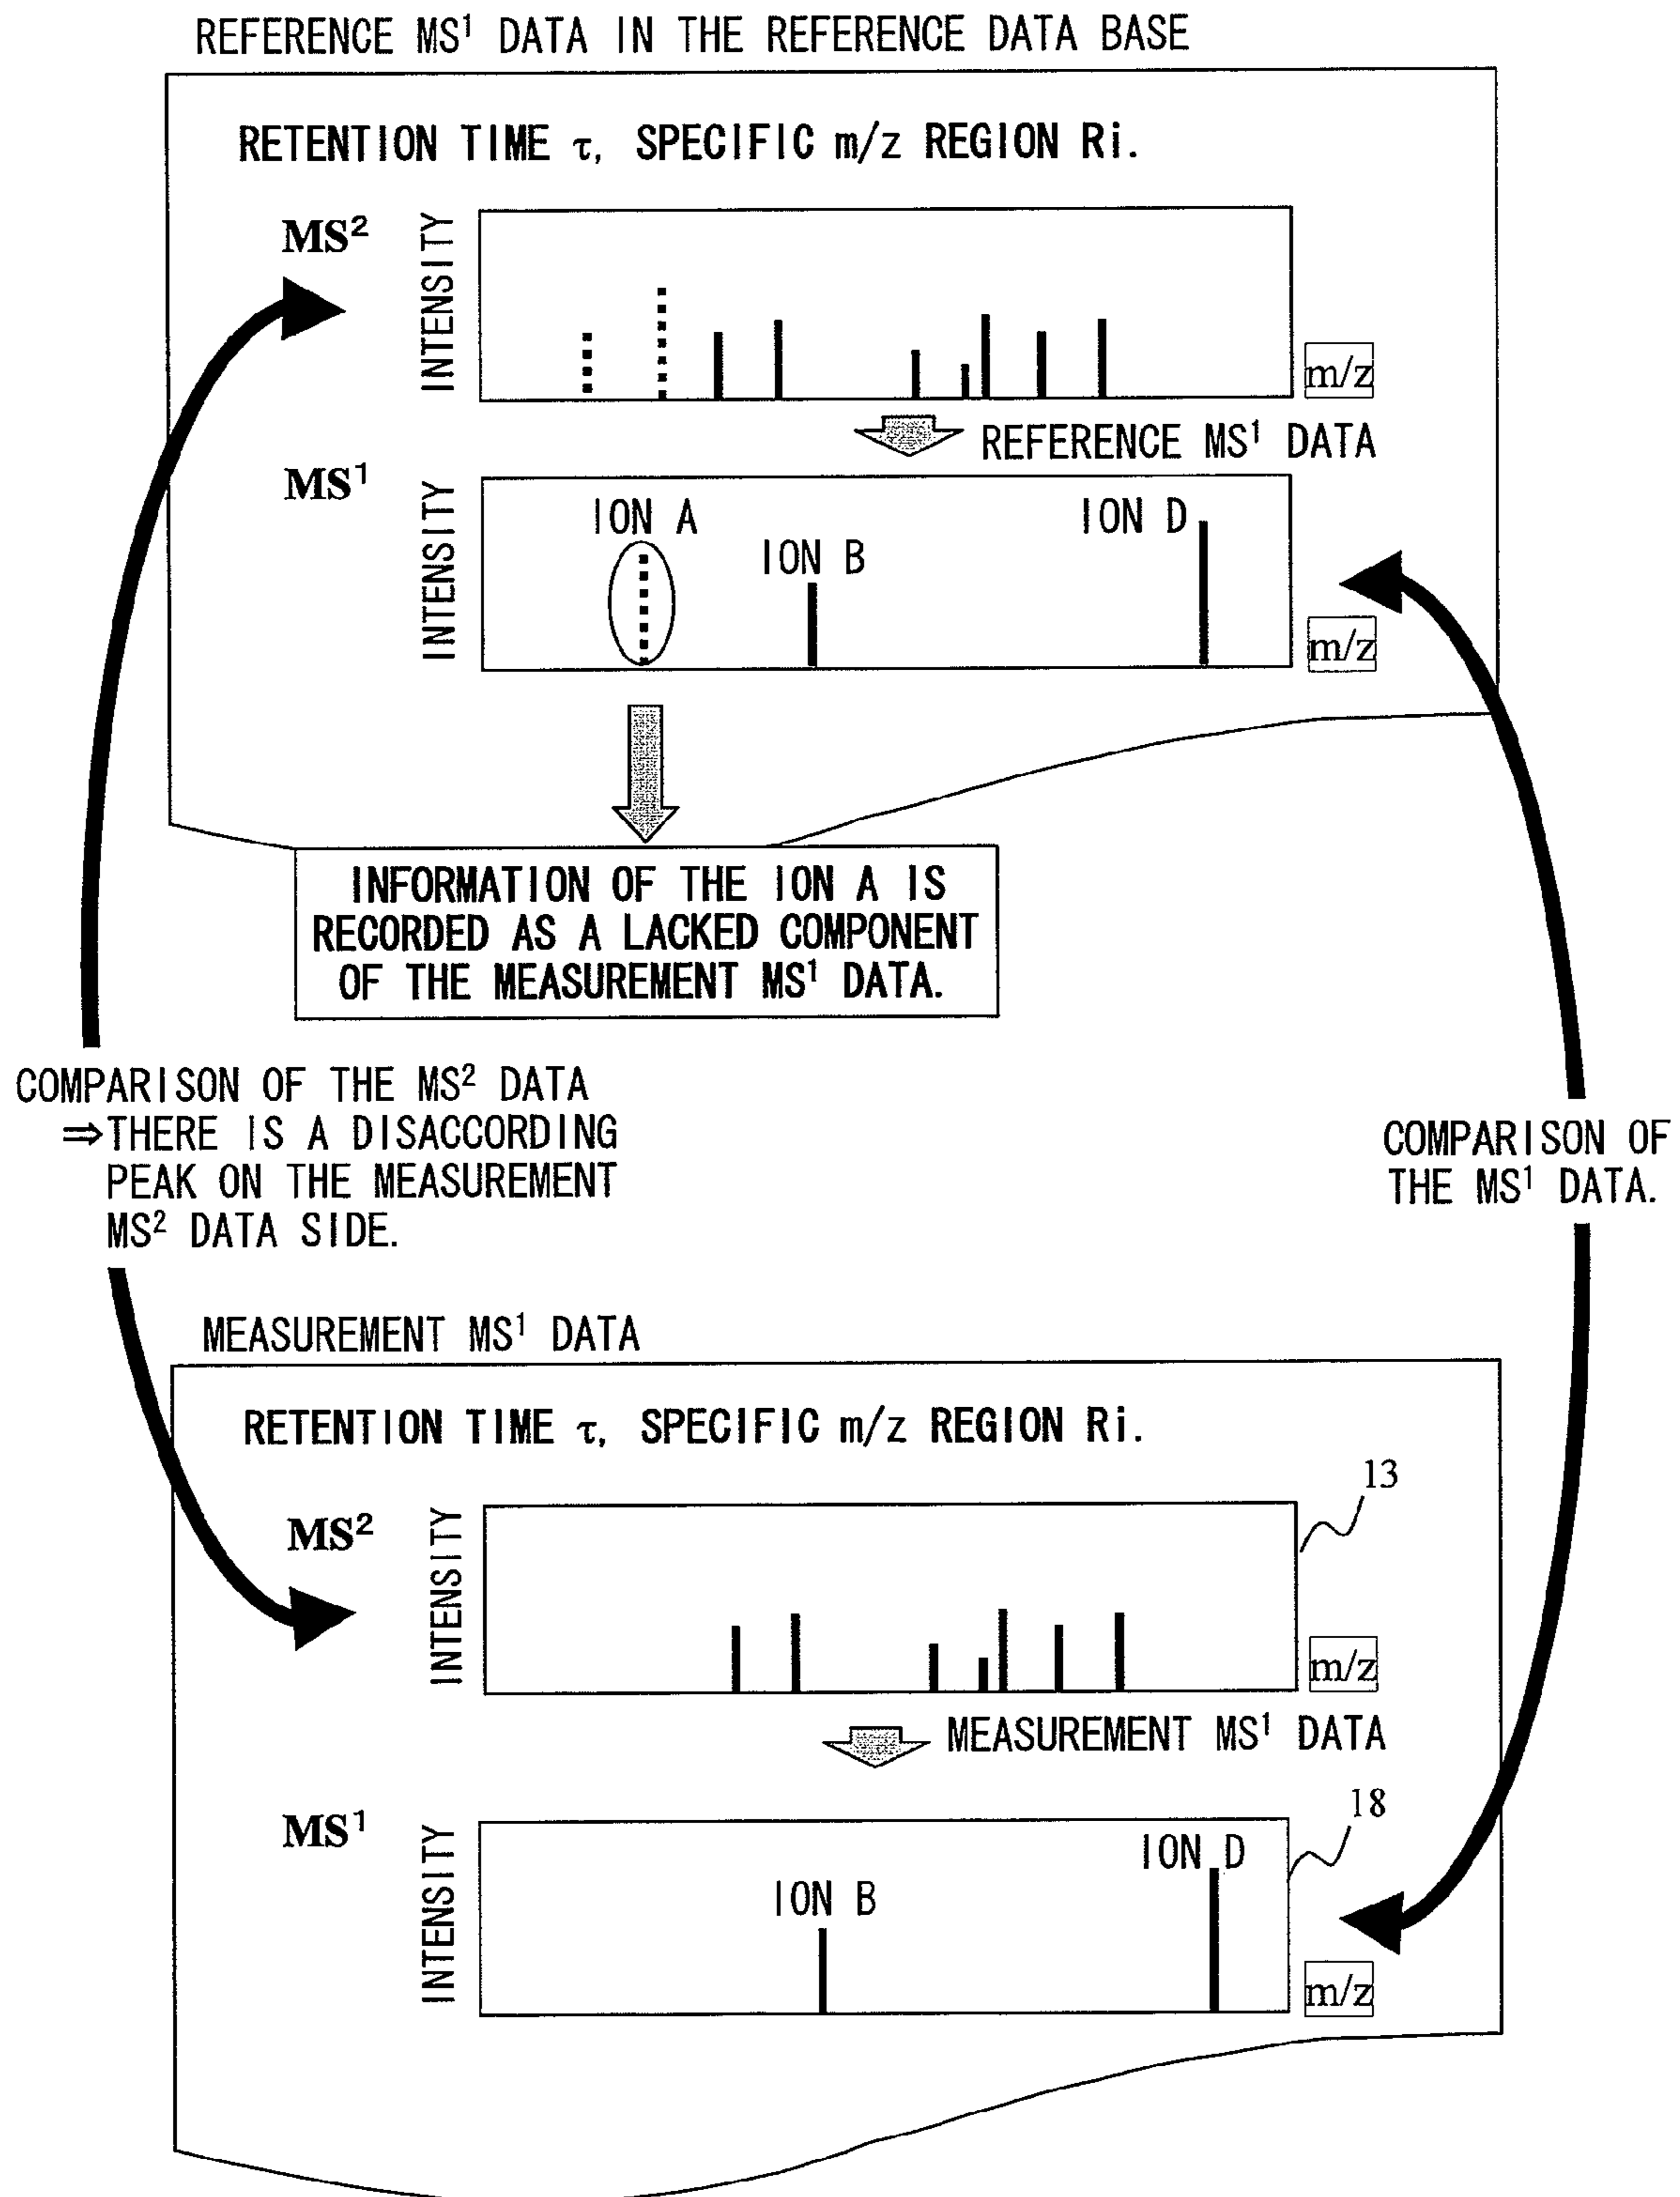 REFERENCE MS¹ DATA IN THE REFERENCE DATA BASE
RETENTION TIME τ, SPECIFIC m/z REGION Ri.
MS²
INTENSITY
m/z
REFERENCE MS¹ DATA
MS¹
INTENSITY
ION A
ION B
ION D
m/z
INFORMATION OF THE ION A IS
RECORDED AS A LACKED COMPONENT
OF THE MEASUREMENT MS¹ DATA.
COMPARISON OF THE MS² DATA
⇒THERE IS A DISACCORDING
PEAK ON THE MEASUREMENT
MS² DATA SIDE.
COMPARISON OF
THE MS¹ DATA.
MEASUREMENT MS¹ DATA
RETENTION TIME τ, SPECIFIC m/z REGION Ri.
13
MS²
INTENSITY
m/z
MEASUREMENT MS¹ DATA
18
MS¹
INTENSITY
ION B
ION D
m/z